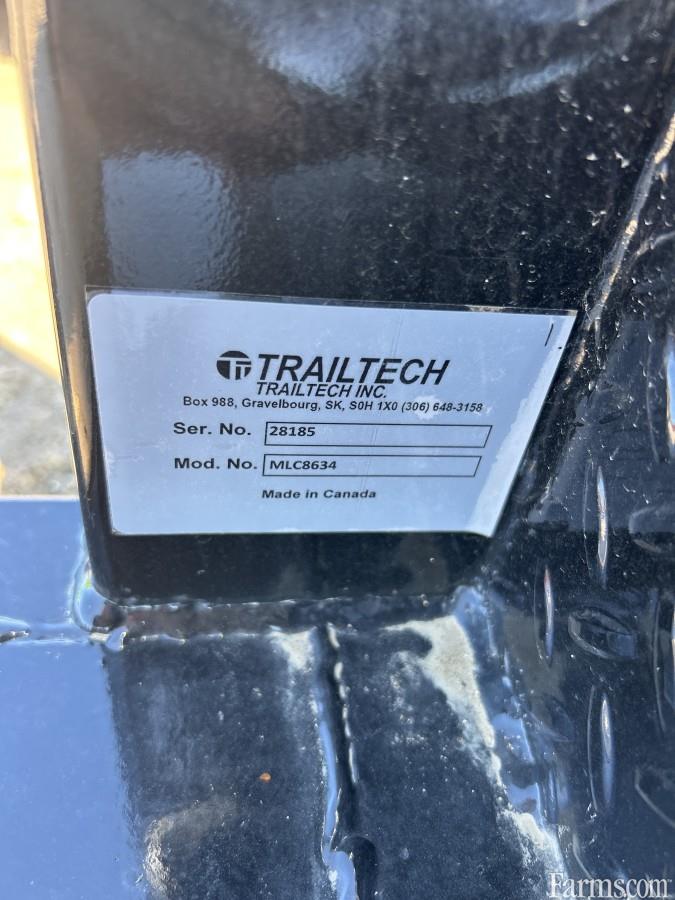 TT TRAILTECH
TRAILTECH INC.
Box 988, Gravelbourg, SK, S0H 1X0 (306) 648-3158
Ser. No. 28185
Mod. No. MLC8634
Made in Canada
Farms.com